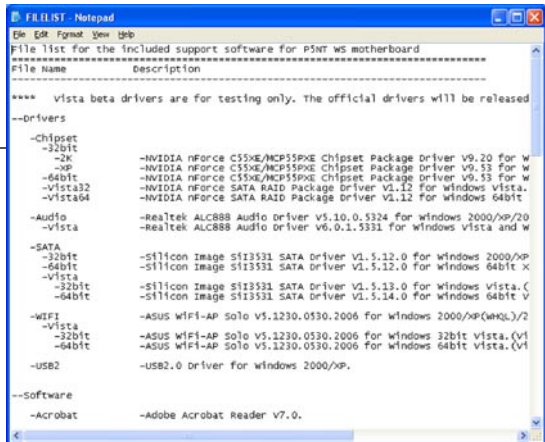 FILELIST - Notepad
File Edit Format View Help
File list for the included support software for P5NT WS motherboard
================================================================================
File Name Description
--------------------------------------------------------------------------------
**** Vista beta drivers are for testing only. The official drivers will be released
--Drivers
-Chipset
-32bit
-2K -NVIDIA nForce C55XE/MCP55PXE Chipset Package Driver V9.20 for W
-XP -NVIDIA nForce C55XE/MCP55PXE Chipset Package Driver V9.53 for W
-64bit -NVIDIA nForce C55XE/MCP55PXE Chipset Package Driver V9.53 for W
-Vista32 -NVIDIA nForce SATA RAID Package Driver V1.12 for Windows Vista.
-Vista64 -NVIDIA nForce SATA RAID Package Driver V1.12 for Windows 64bit
-Audio -Realtek ALC888 Audio Driver V5.10.0.5324 for Windows 2000/XP/20
-Vista -Realtek ALC888 Audio Driver V6.0.1.5331 for Windows Vista and W
-SATA
-32bit -Silicon Image SiI3531 SATA Driver V1.5.12.0 for Windows 2000/XP
-64bit -Silicon Image SiI3531 SATA Driver V1.5.12.0 for Windows 64bit X
-Vista
-32bit -Silicon Image SiI3531 SATA Driver V1.5.13.0 for Windows Vista.(
-64bit -Silicon Image SiI3531 SATA Driver V1.5.14.0 for Windows 64bit V
-WIFI -ASUS WiFi-AP Solo V5.1230.0530.2006 for Windows 2000/XP(WHQL)/2
-Vista
-32bit -ASUS WiFi-AP Solo V5.1230.0530.2006 for Windows 32bit Vista.(Vi
-64bit -ASUS WiFi-AP Solo V5.1230.0530.2006 for Windows 64bit Vista.(Vi
-USB2 -USB2.0 Driver for Windows 2000/XP.
--Software
-Acrobat -Adobe Acrobat Reader V7.0.